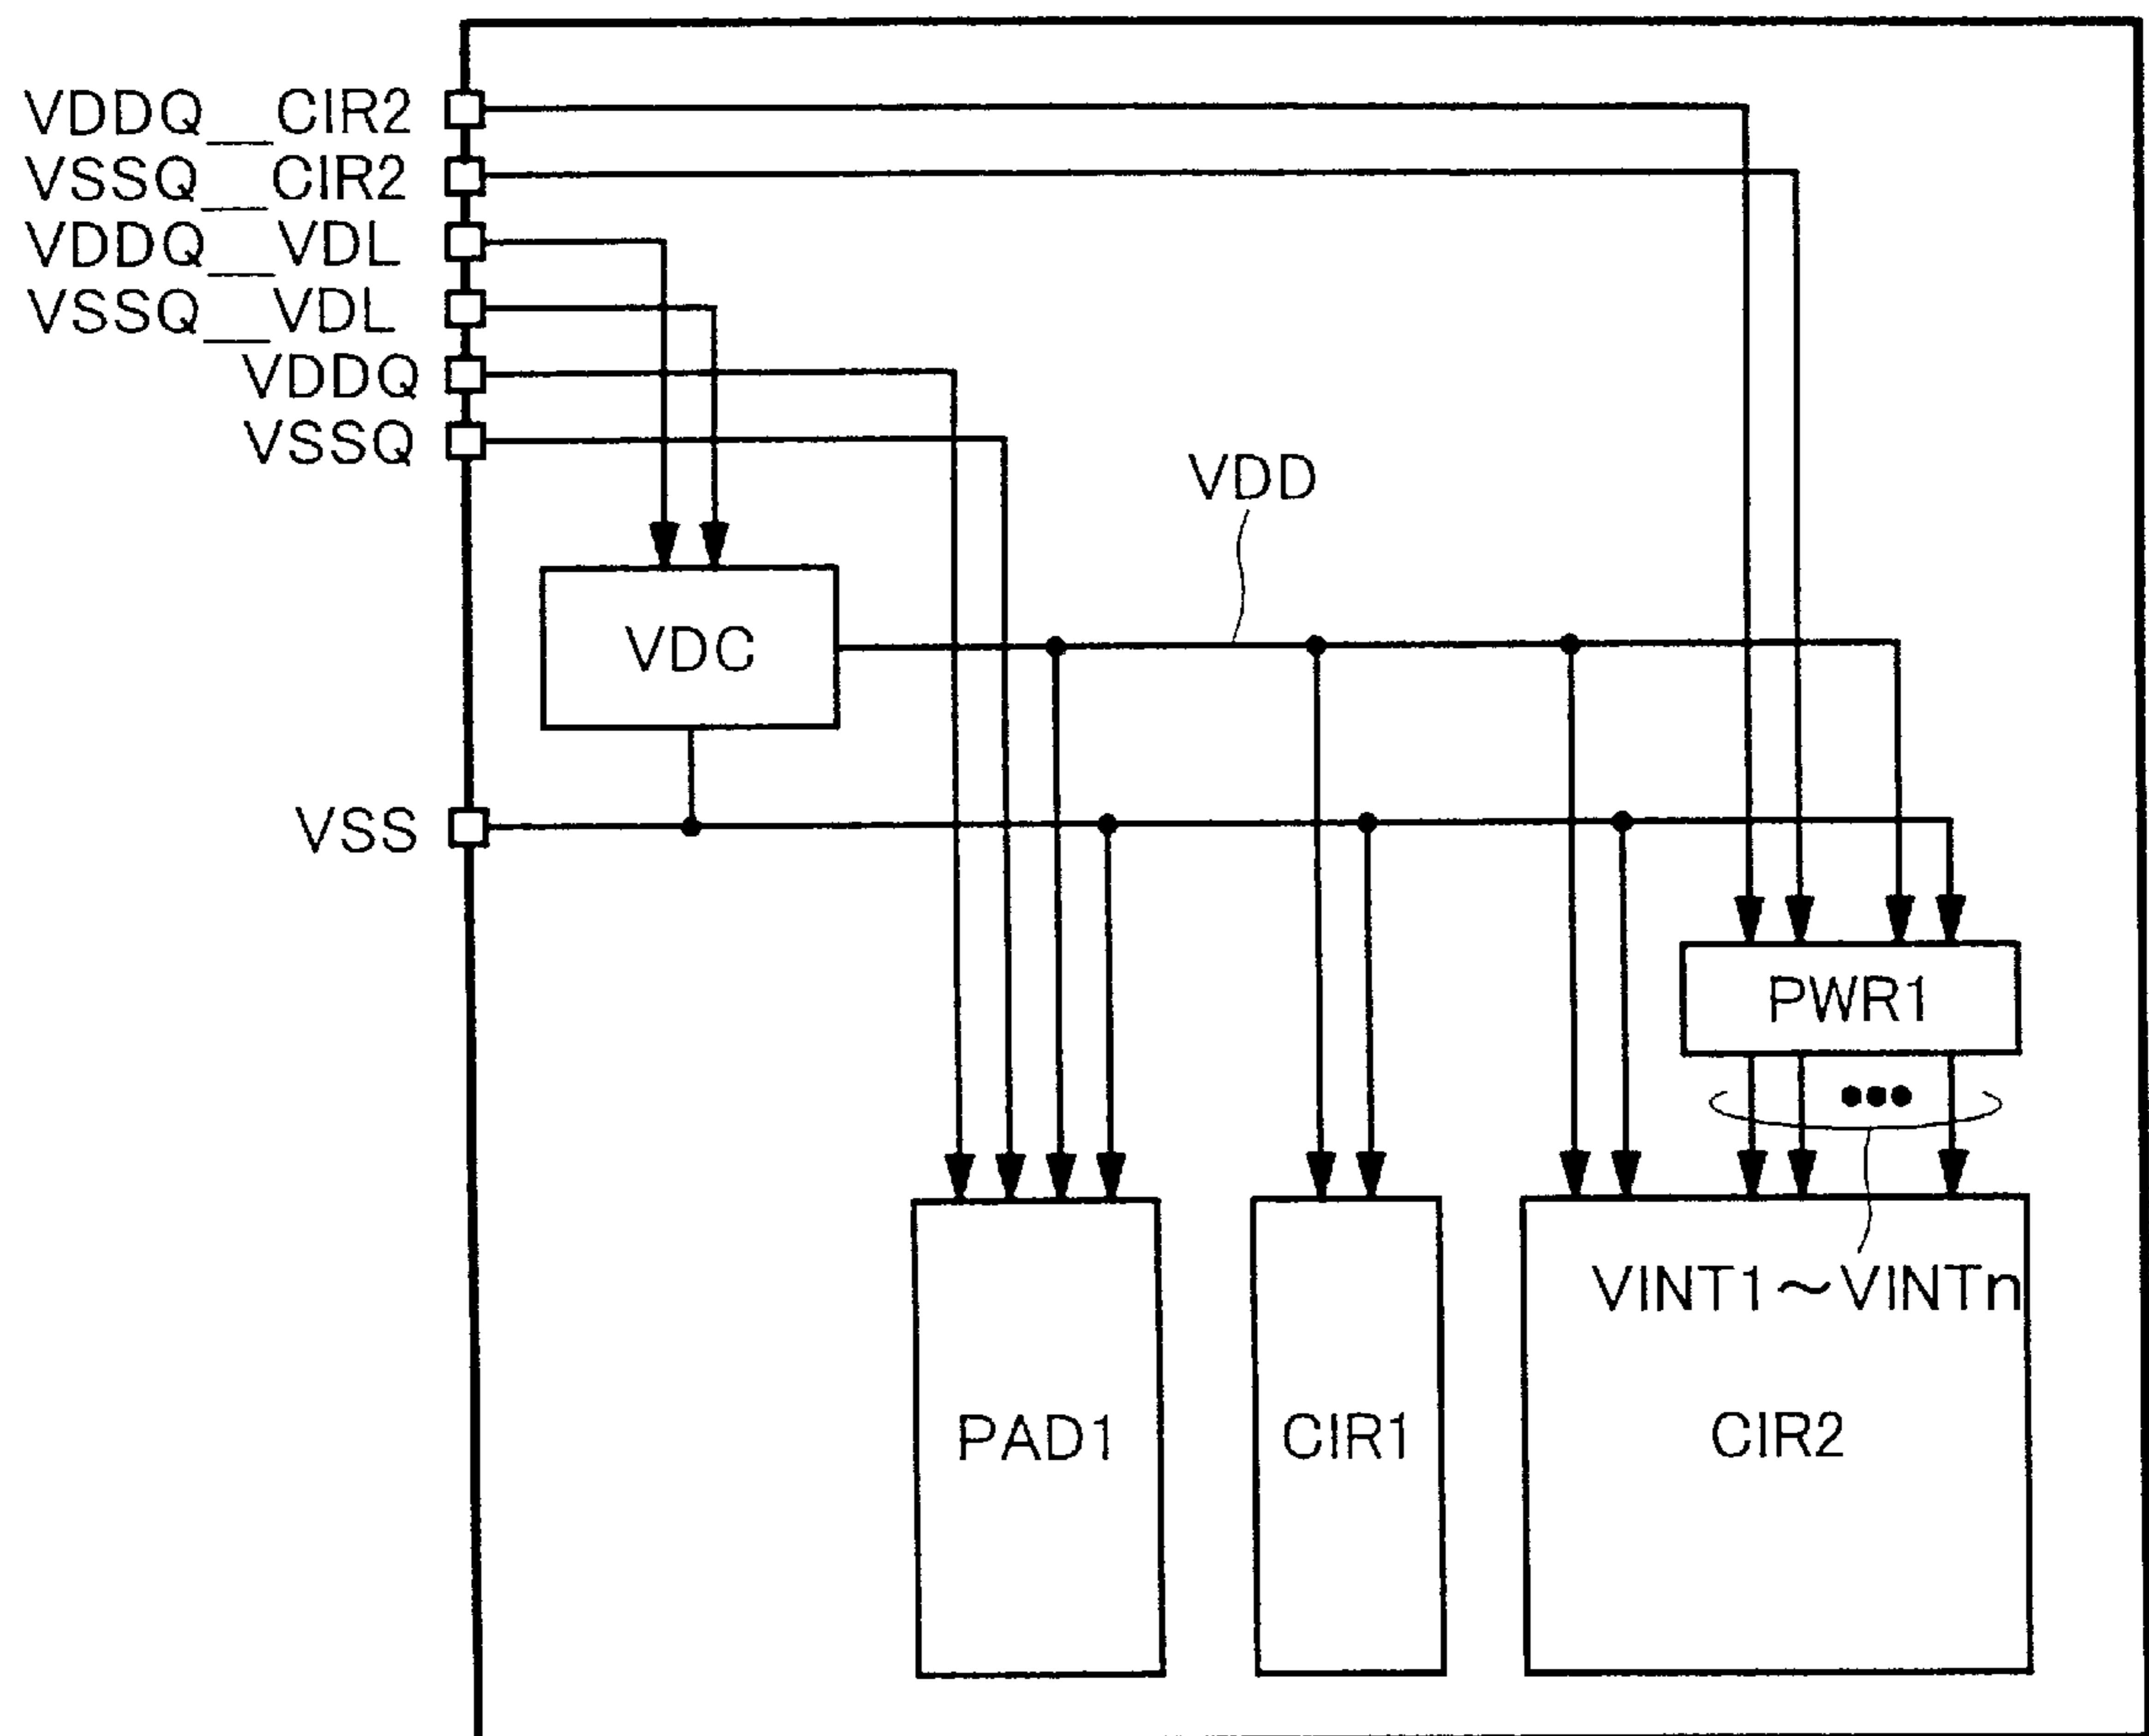 VDDQ__CIR2
VSSQ__CIR2
VDDQ__VDL
VSSQ__VDL
VDDQ
VSSQ
VDD
VDC
VSS
PWR1
VINT1~VINTn
PAD1
CIR1
CIR2